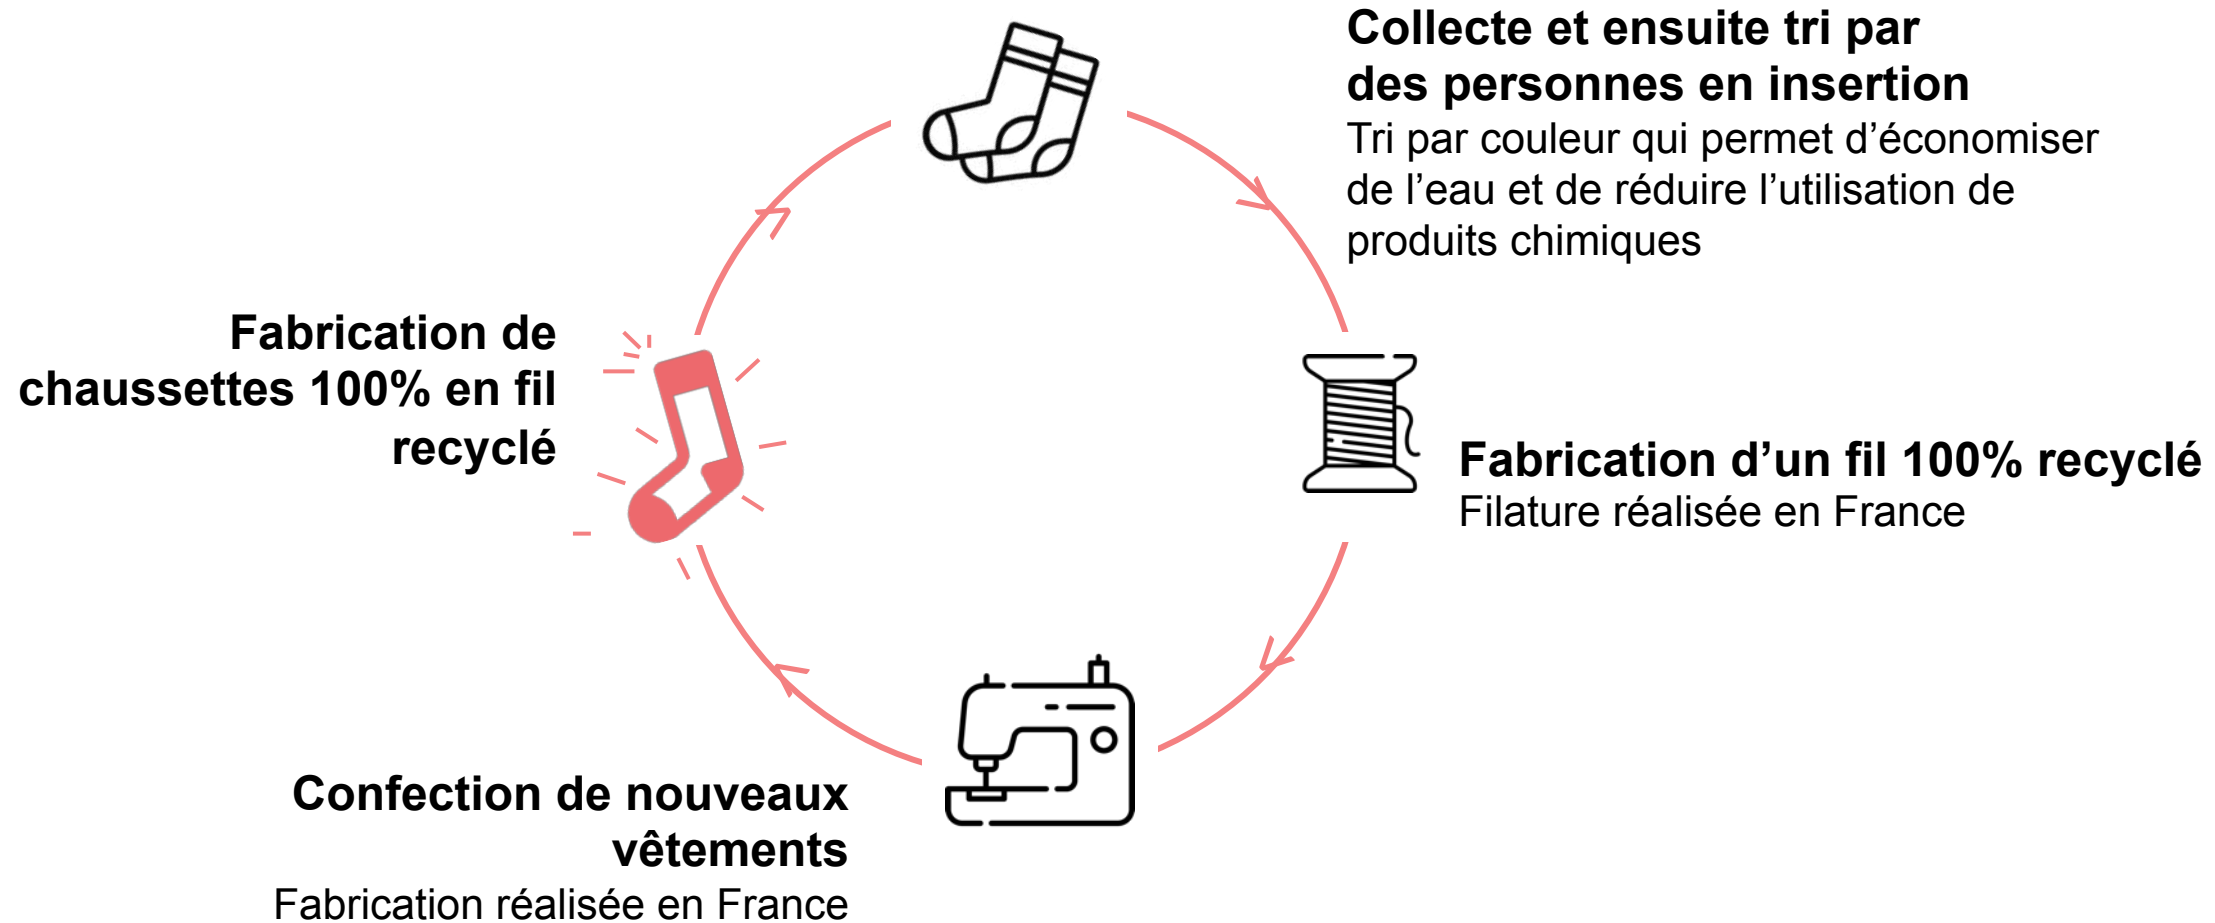 Collecte et ensuite tri par
des personnes en insertion
Tri par couleur qui permet d’économiser
de l’eau et de réduire l’utilisation de
produits chimiques
Fabrication d’un fil 100% recyclé
Filature réalisée en France
Confection de nouveaux
vêtements
Fabrication réalisée en France
Fabrication de
chaussettes 100% en fil
recyclé